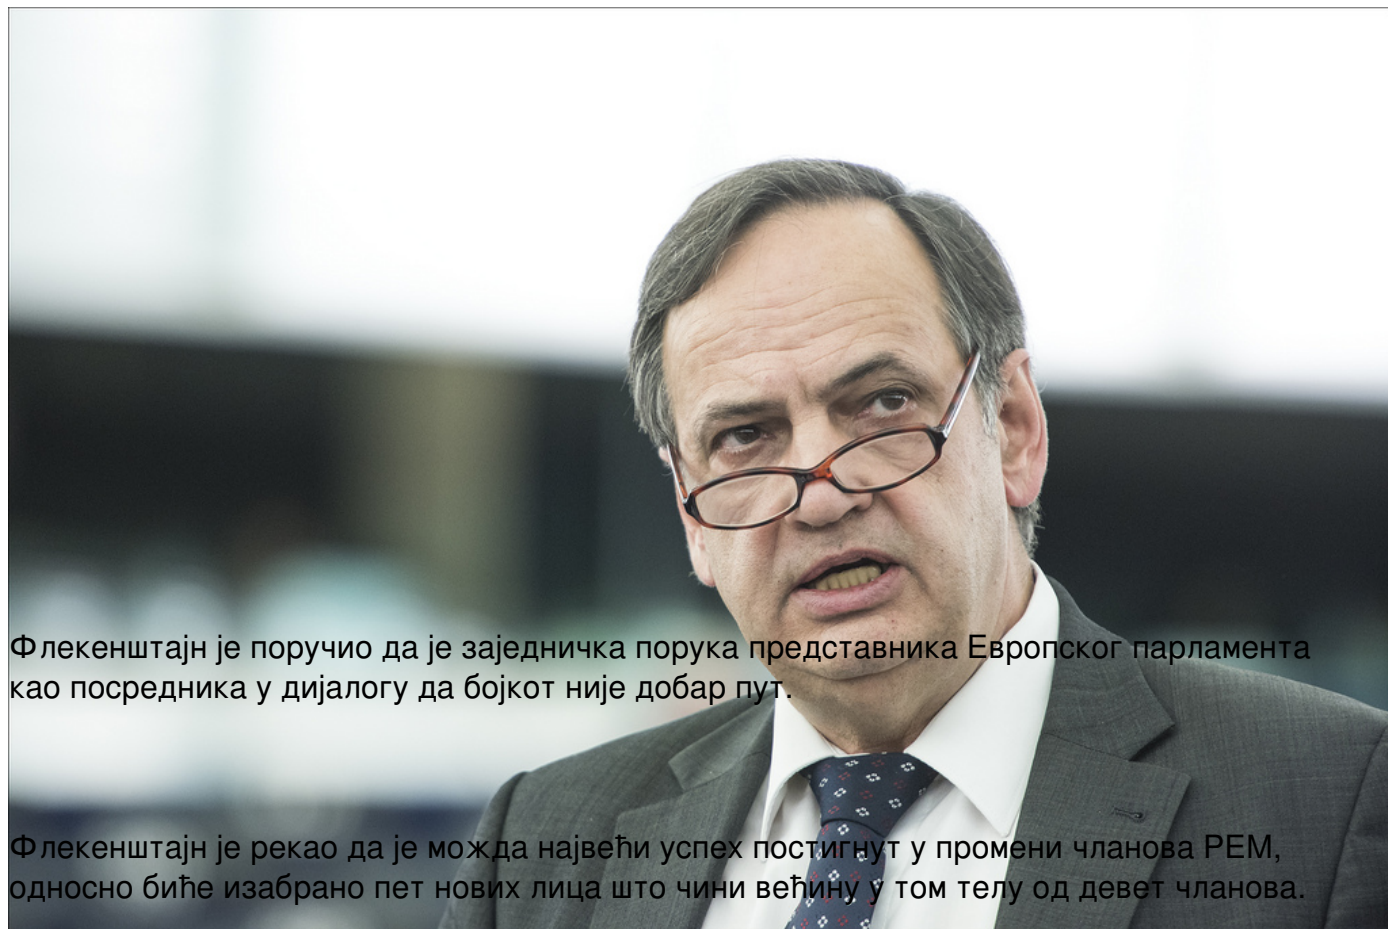 Флекенштајн је поручио да је заједничка порука представника Европског парламента
као посредника у дијалогу да бојкот није добар пут.
Флекенштајн је рекао да је можда највећи успех постигнут у промени чланова РЕМ,
односно биће изабрано пет нових лица што чини већину у том телу од девет чланова.